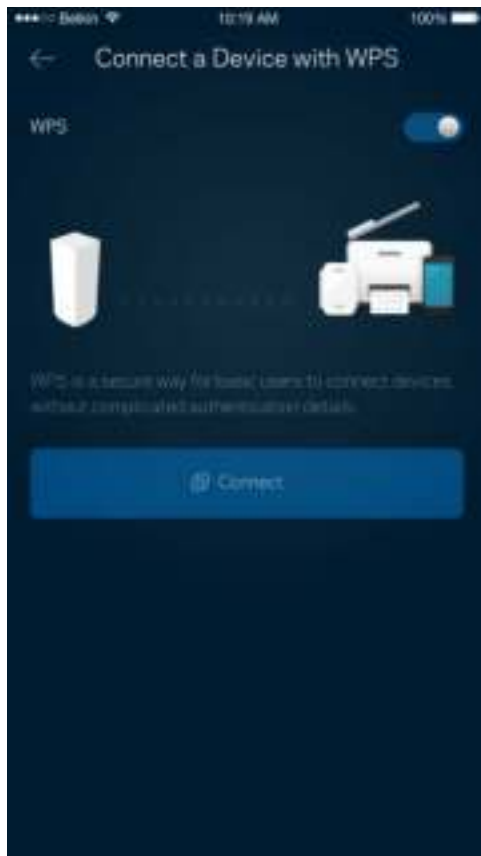 Belkin 10:19 AM 100%
Connect a Device with WPS
WPS
WPS is a secure way for basic users to connect devices
without complicated authentication details.
Connect